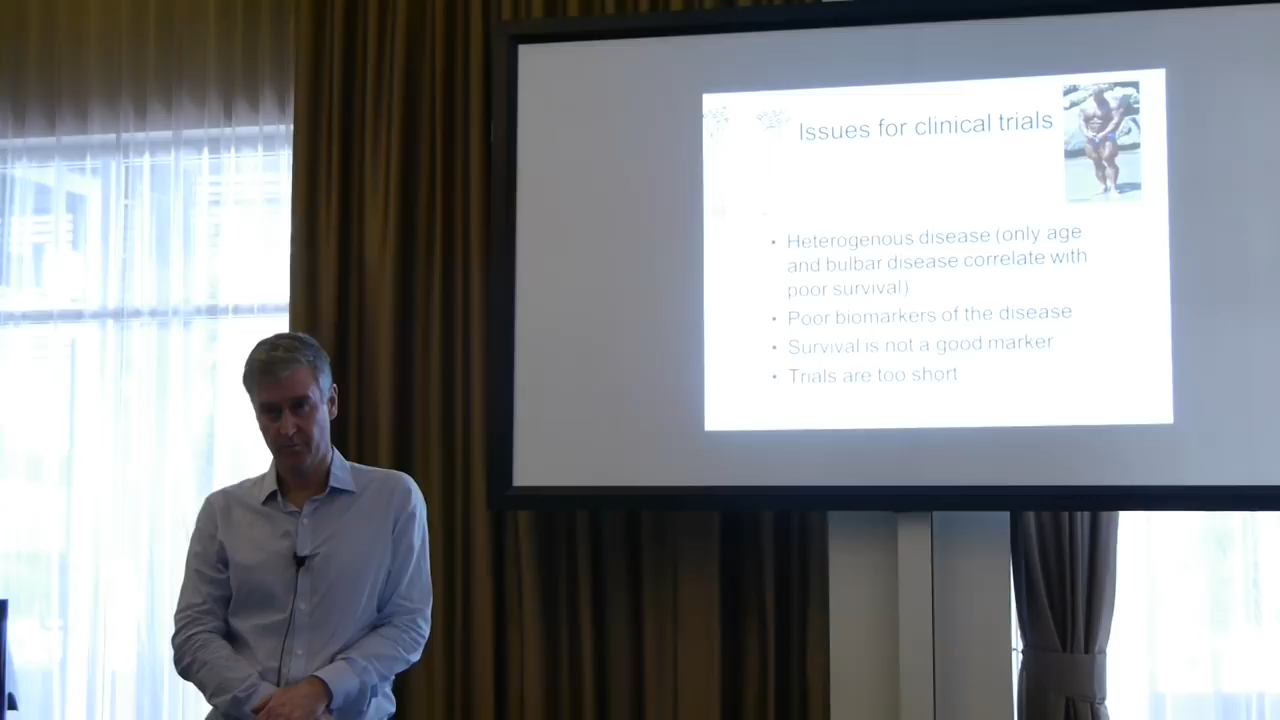 Issues for clinical trials
• Heterogenous disease (only age
and bulbar disease correlate with
poor survival)
• Poor biomarkers of the disease
• Survival is not a good marker
• Trials are too short